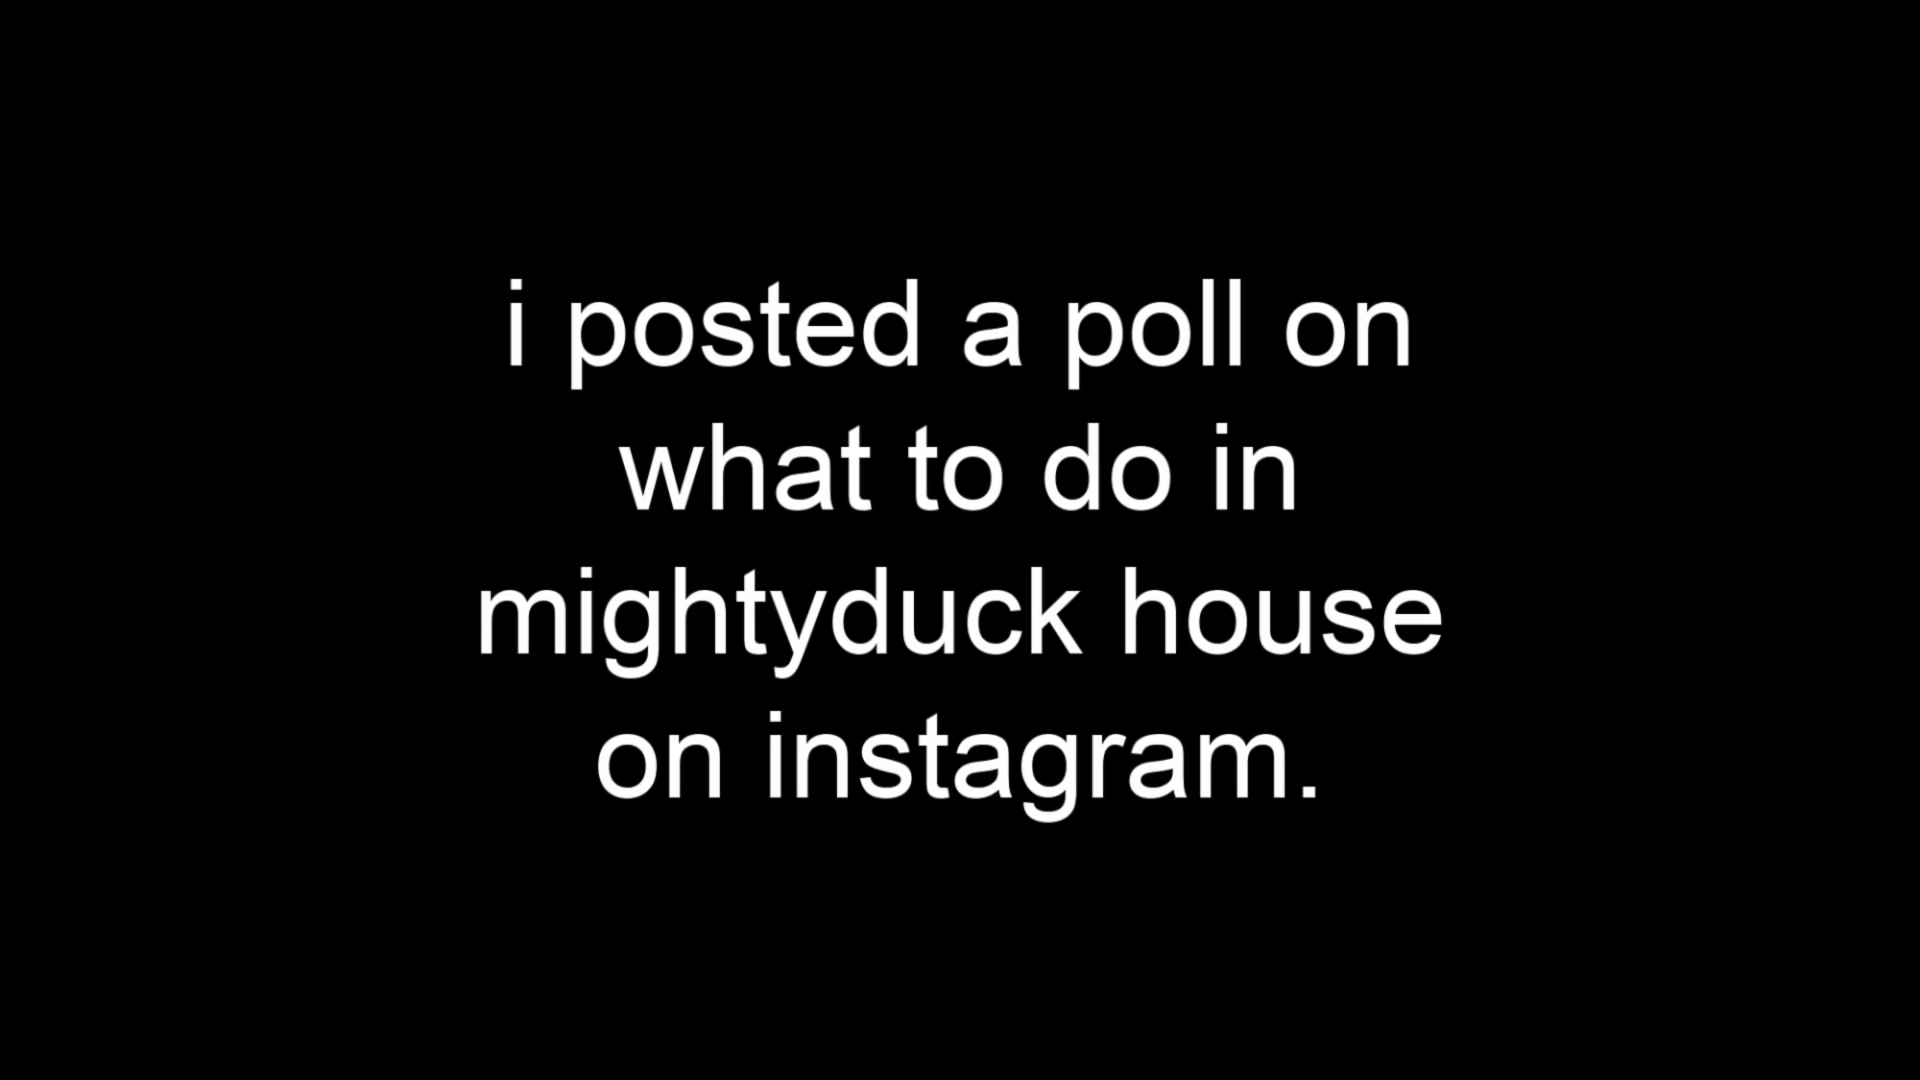 i posted a poll on
what to do in
mightyduck house
on instagram.